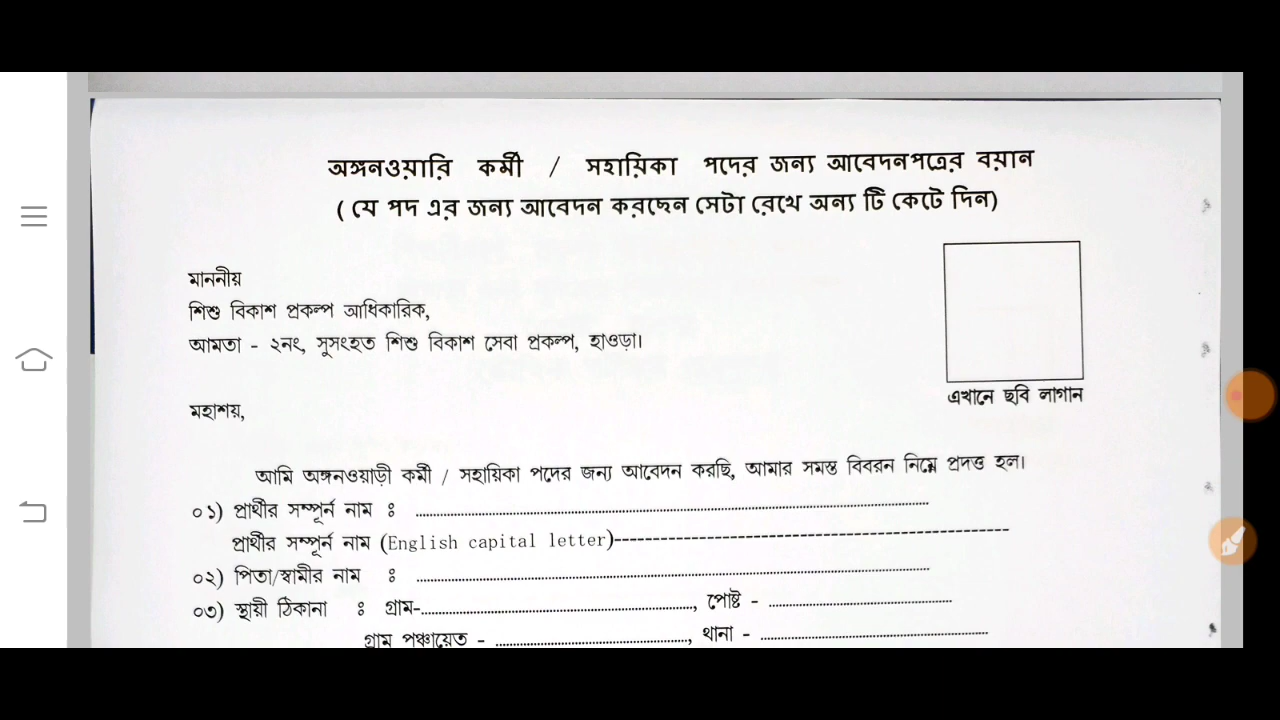 অঙ্গনওয়ারি কর্মী / সহায়িকা পদের জন্য আবেদনপত্রের বয়ান
( যে পদ এর জন্য আবেদন করছেন সেটা রেখে অন্য টি কেটে দিন)
মাননীয়
শিশু বিকাশ প্রকল্প আধিকারিক,
আমতা - ২নং, সুসংহত শিশু বিকাশ সেবা প্রকল্প, হাওড়া।
এখানে ছবি লাগান
মহাশয়,
আমি অঙ্গনওয়াড়ী কর্মী / সহায়িকা পদের জন্য আবেদন করছি, আমার সমস্ত বিবরন নিম্নে প্রদত্ত হল।
০১) প্রার্থীর সম্পূর্ন নাম ঃ ........................................
প্রার্থীর সম্পূর্ন নাম (English capital letter)----------------------------------------
০২) পিতা/স্বামীর নাম ঃ ........................................
০৩) স্থায়ী ঠিকানা ঃ গ্রাম-........................................, পোষ্ট - ..............................
গ্রাম পঞ্চায়েত - .............................., থানা - ..............................